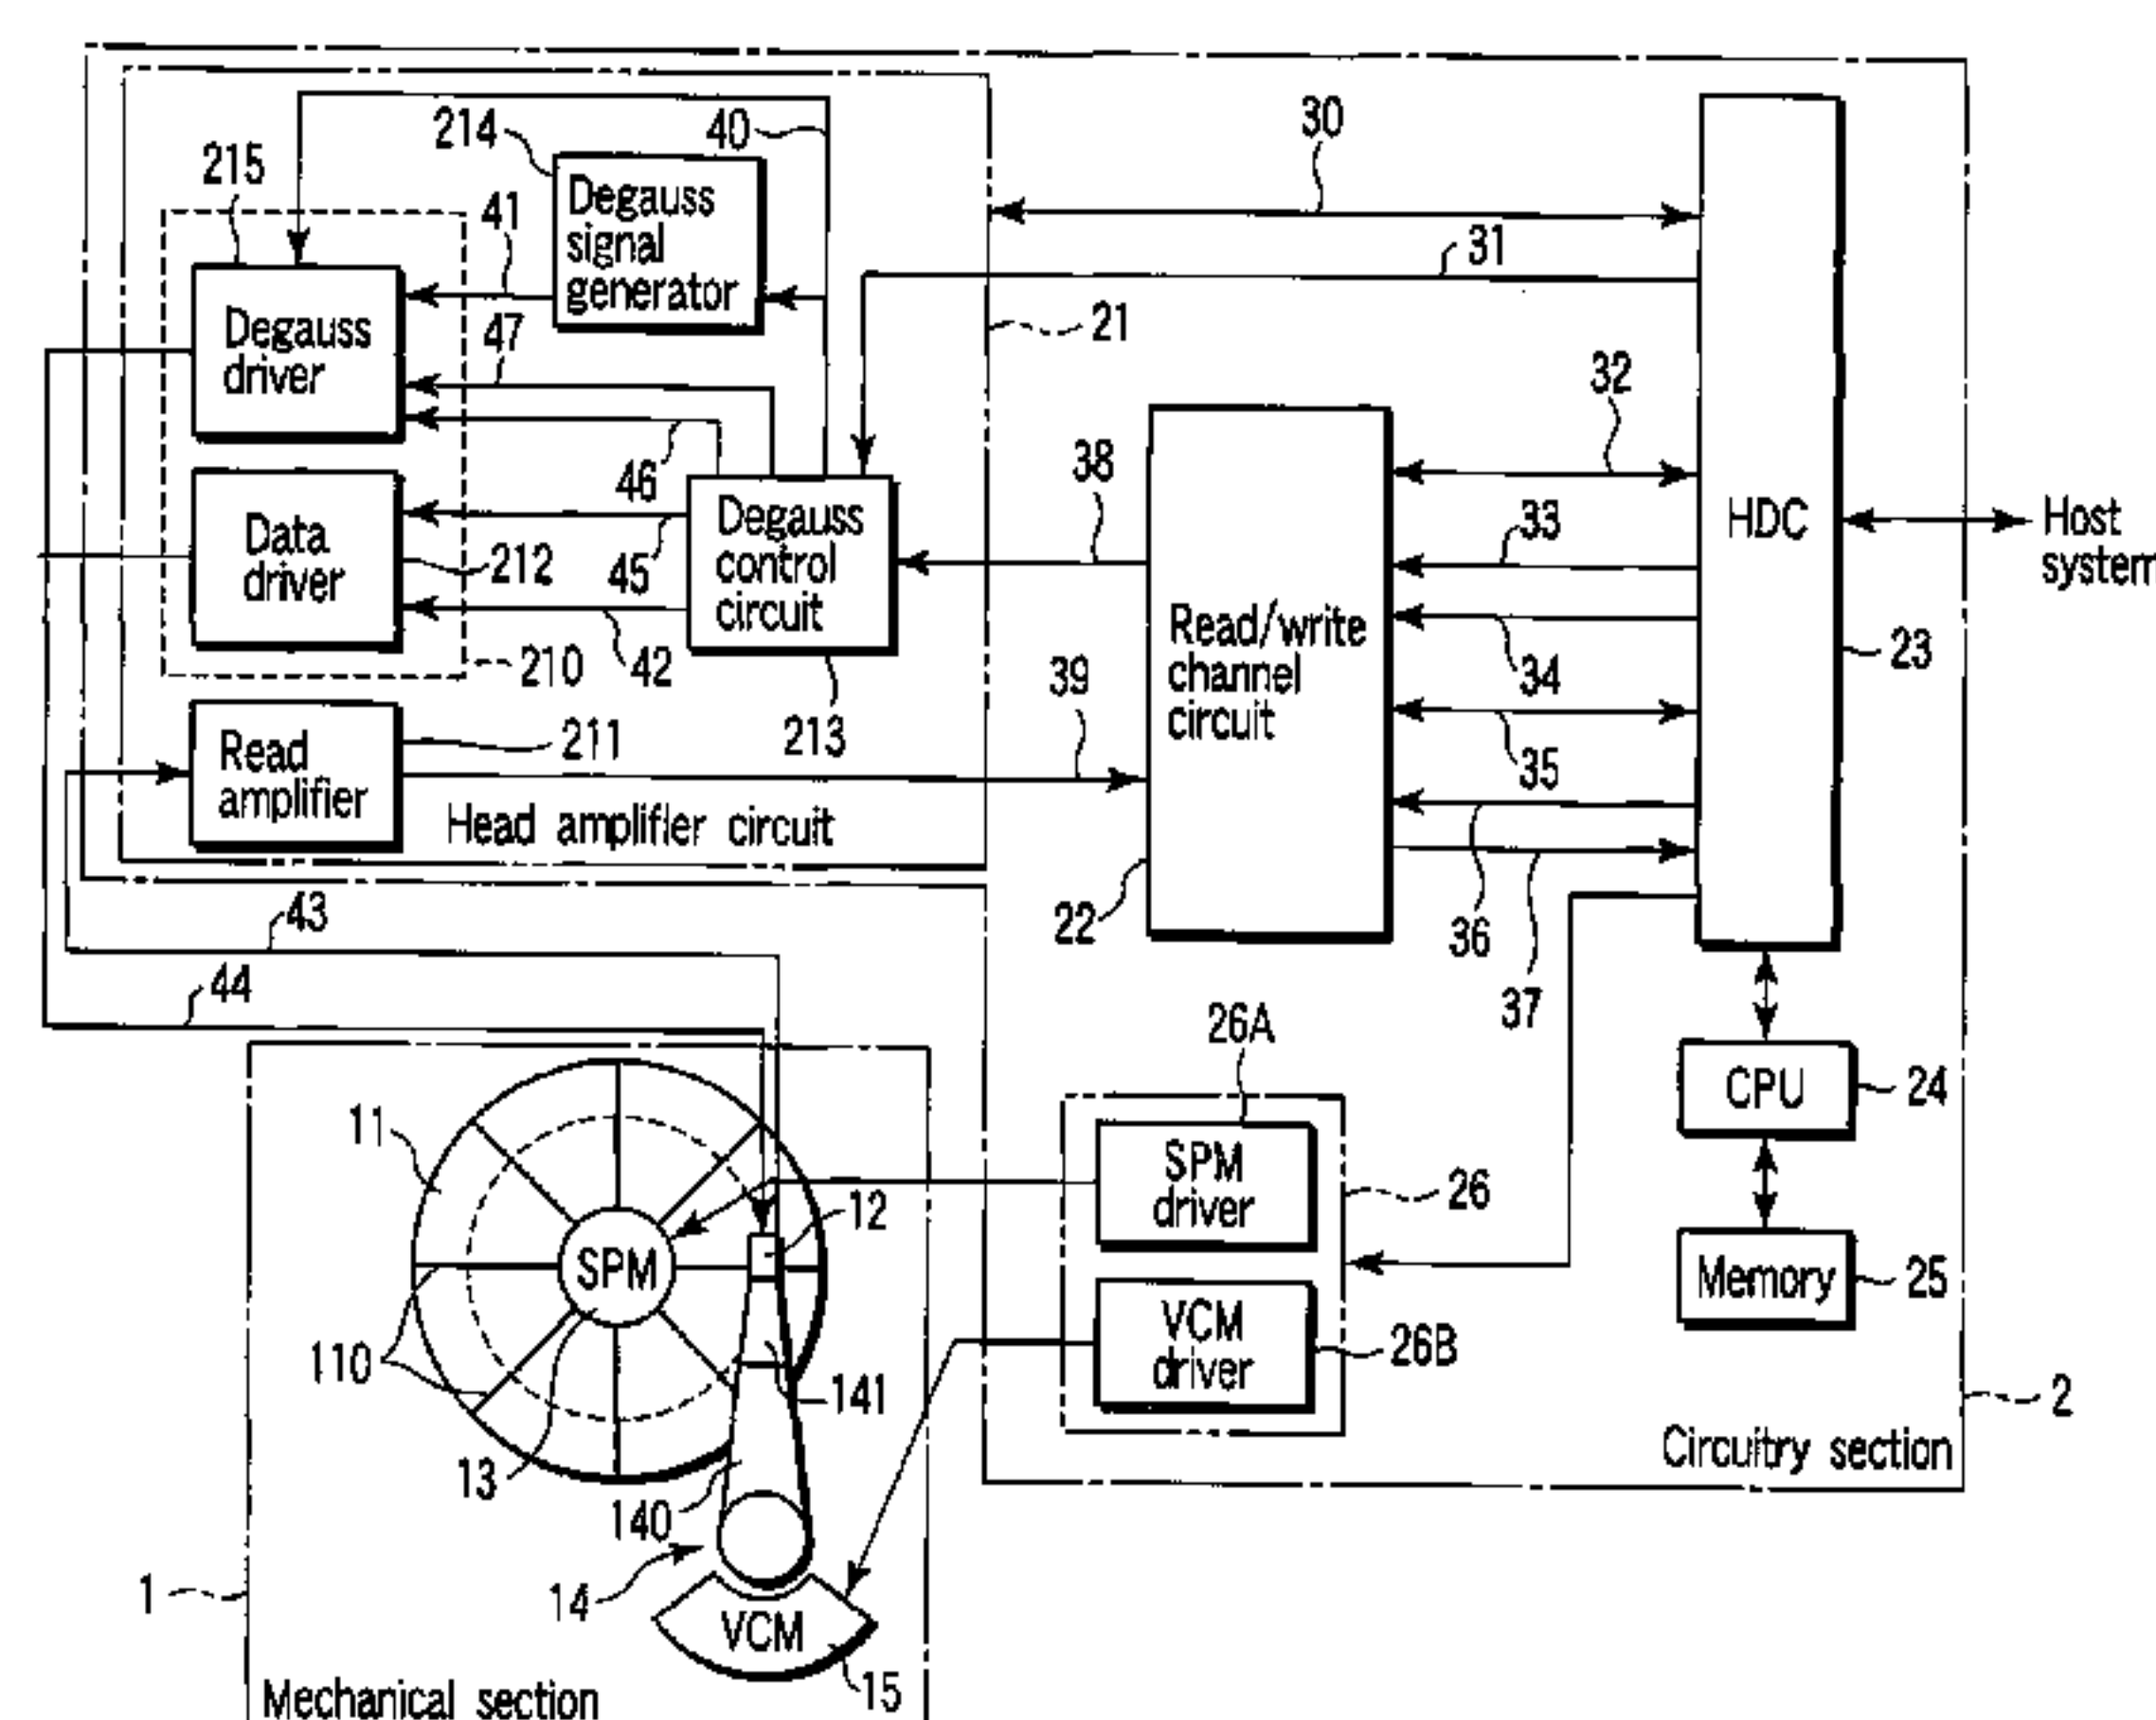 30
214
40
215
Degauss
signal
generator
41
31
21
47
Degauss
driver
32
46
38
HDC
Host
system
33
Degauss
control
circuit
Data
driver
212
45
Read/write
channel
circuit
23
210
42
34
39
213
35
Read
amplifier
211
Head amplifier circuit
43
22
36
44
37
26A
CPU
24
11
SPM
driver
26
12
SPM
Memory
25
VCM
driver
26B
110
141
2
Circuitry section
13
140
1
14
VCM
15
Mechanical section